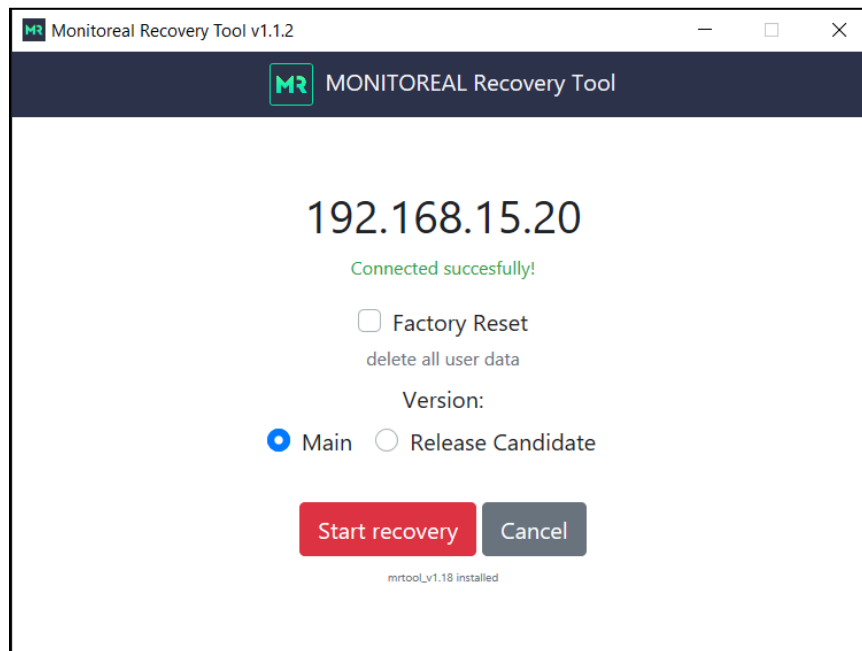 MR Monitoreal Recovery Tool v1.1.2
MR MONITOREAL Recovery Tool
192.168.15.20
Connected succesfully!
Factory Reset
delete all user data
Version:
Main Release Candidate
Start recovery Cancel
mrtool_v1.18 installed